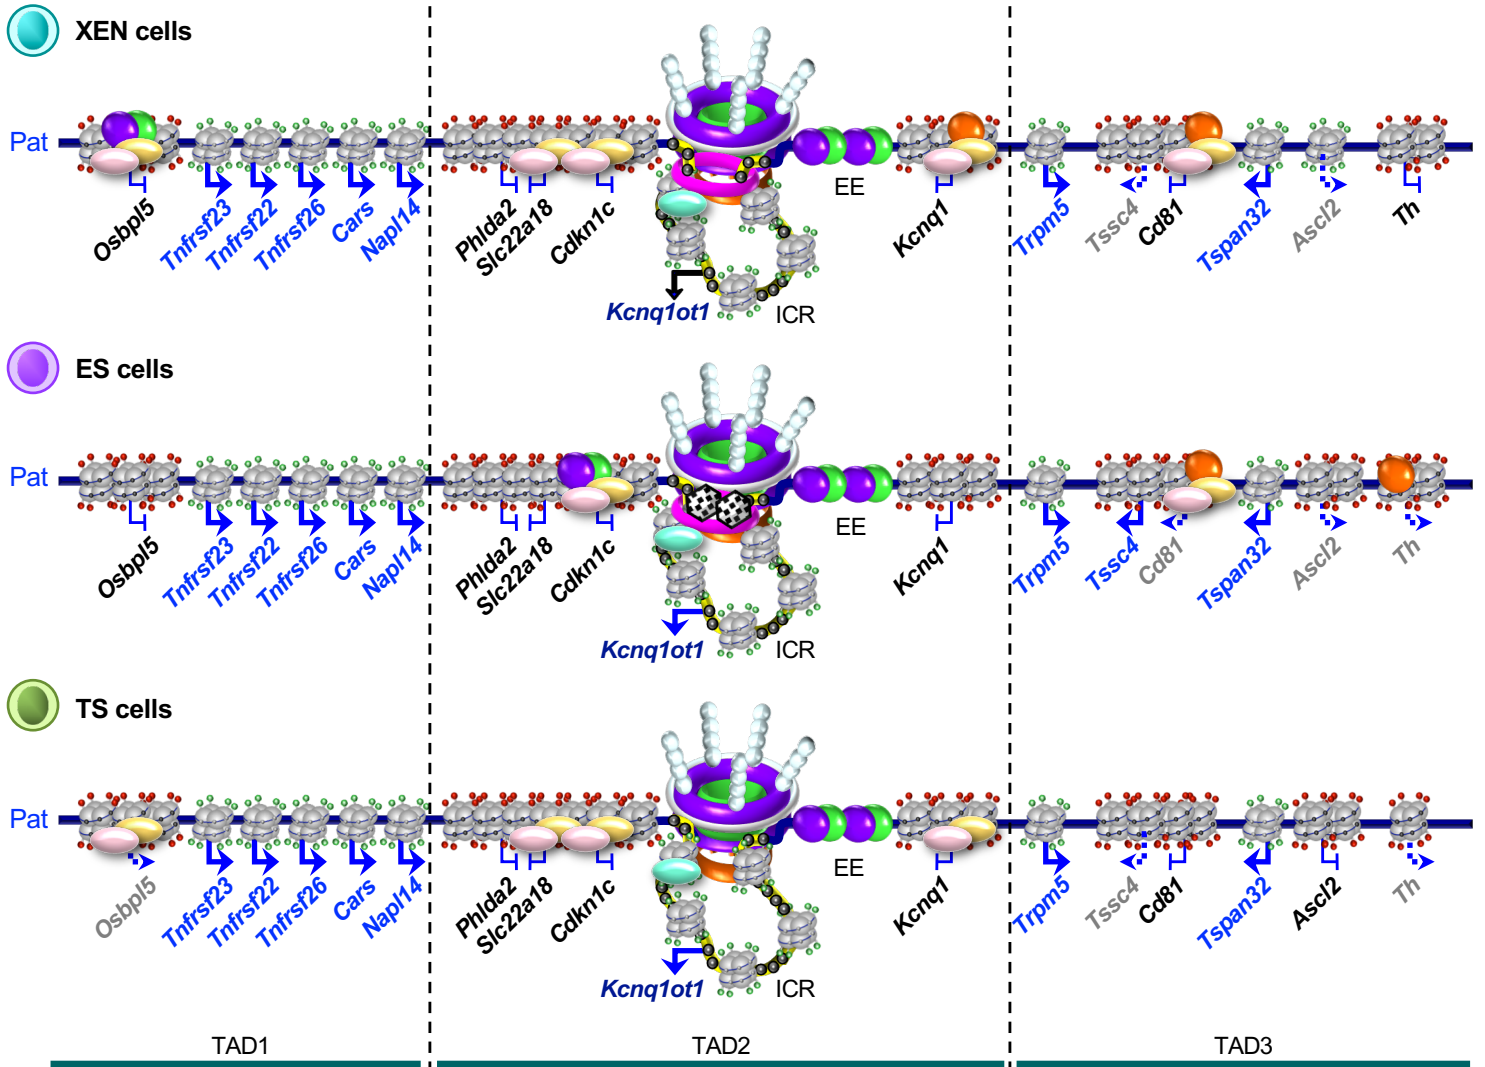 XEN cells
Pat
EE
Osbpl5
Tnfrsf23
Tnfrsf22
Tnfrsf26
Cars
Napl14
Phlda2
Slc22a18
Cdkn1c
Kcnq1ot1
ICR
Kcnq1
Trpm5
Tssc4
Cd81
Tspan32
Ascl2
Th
ES cells
Pat
EE
Osbpl5
Tnfrsf23
Tnfrsf22
Tnfrsf26
Cars
Napl14
Phlda2
Slc22a18
Cdkn1c
Kcnq1ot1
ICR
Kcnq1
Trpm5
Tssc4
Cd81
Tspan32
Ascl2
Th
TS cells
Pat
EE
Osbpl5
Tnfrsf23
Tnfrsf22
Tnfrsf26
Cars
Napl14
Phlda2
Slc22a18
Cdkn1c
Kcnq1ot1
ICR
Kcnq1
Trpm5
Tssc4
Cd81
Tspan32
Ascl2
Th
TAD1
TAD2
TAD3